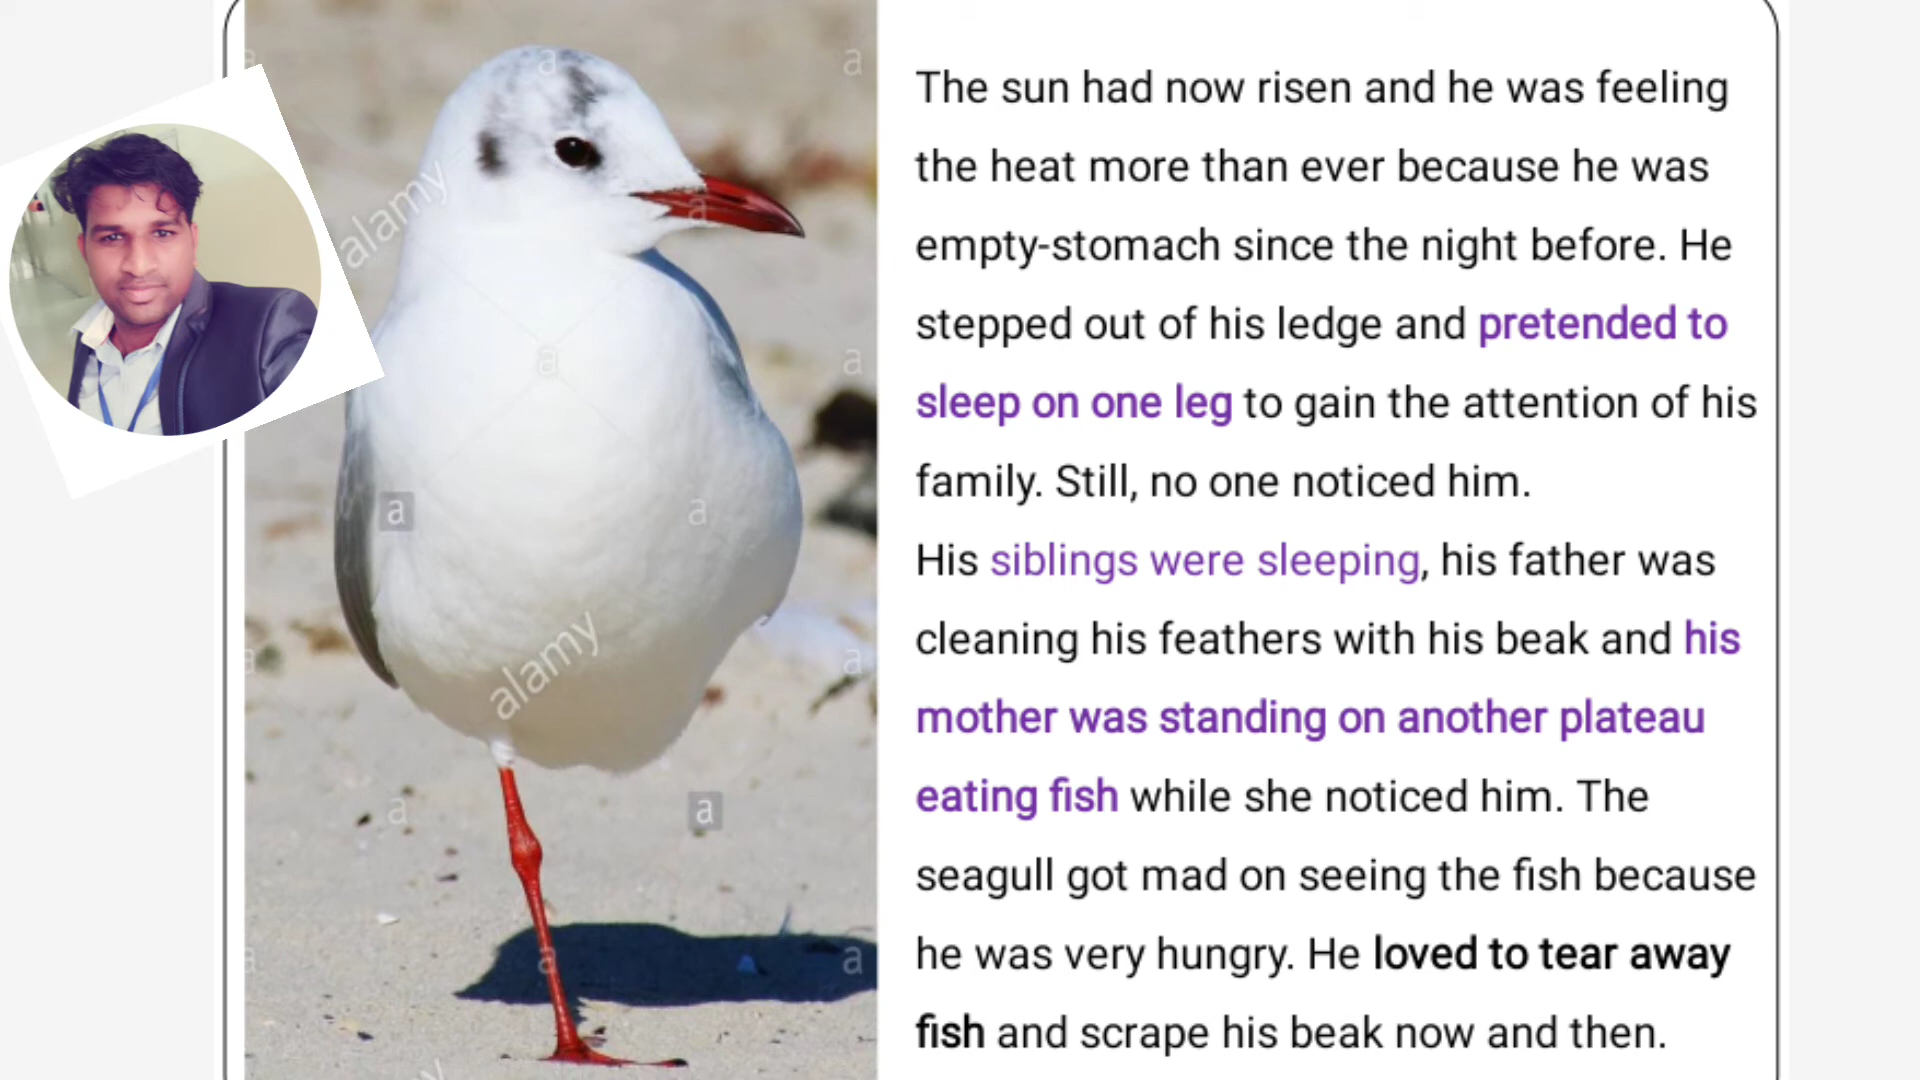 The sun had now risen and he was feeling
the heat more than ever because he was
empty-stomach since the night before. He
stepped out of his ledge and pretended to
sleep on one leg to gain the attention of his
family. Still, no one noticed him.
His siblings were sleeping, his father was
cleaning his feathers with his beak and his
mother was standing on another plateau
eating fish while she noticed him. The
seagull got mad on seeing the fish because
he was very hungry. He loved to tear away
fish and scrape his beak now and then.
alamy
alamy
a
a
a
a
a
a
a
a
a
a
a
a
a